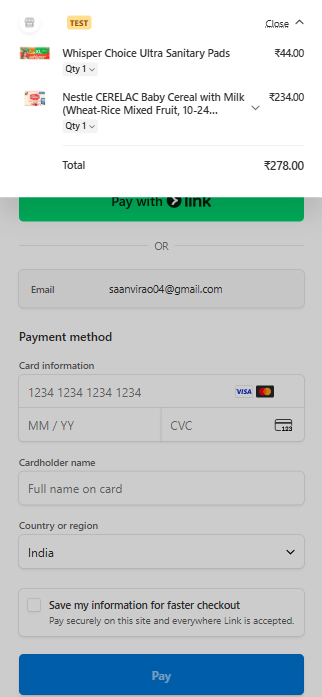 TEST
Close
Whisper Choice Ultra Sanitary Pads ₹44.00
Qty 1
Nestle CERELAC Baby Cereal with Milk ₹234.00
(Wheat-Rice Mixed Fruit, 10-24...
Qty 1
Total ₹278.00
Pay with link
OR
Email saanvirao04@gmail.com
Payment method
Card information
1234 1234 1234 1234 VISA
MM / YY CVC 123
Cardholder name
Full name on card
Country or region
India
Save my information for faster checkout
Pay securely on this site and everywhere Link is accepted.
Pay